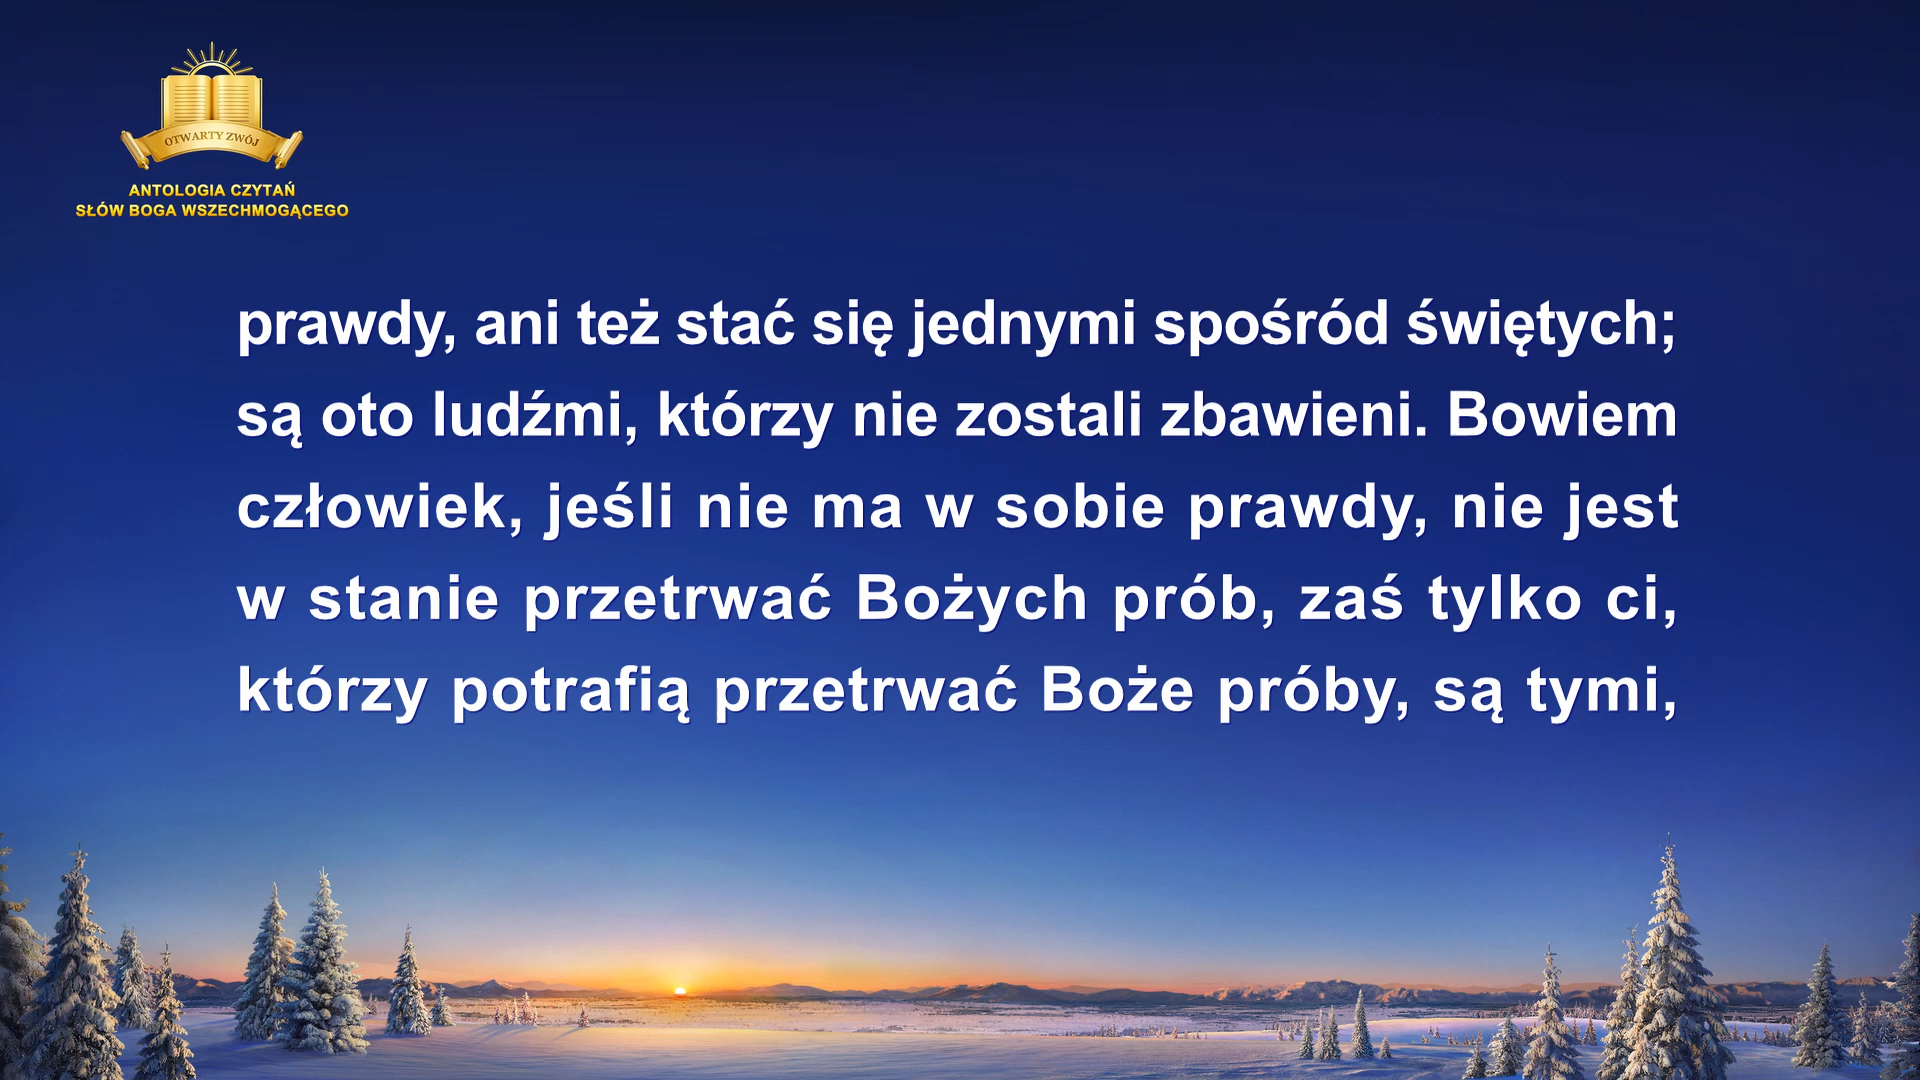 OTWARTY ZWÓJ
ANTOLOGIA CZYTAŃ
SŁÓW BOGA WSZECHMOGĄCEGO
prawdy, ani też stać się jednymi spośród świętych;
są oto ludźmi, którzy nie zostali zbawieni. Bowiem
człowiek, jeśli nie ma w sobie prawdy, nie jest
w stanie przetrwać Bożych prób, zaś tylko ci,
którzy potrafią przetrwać Boże próby, są tymi,